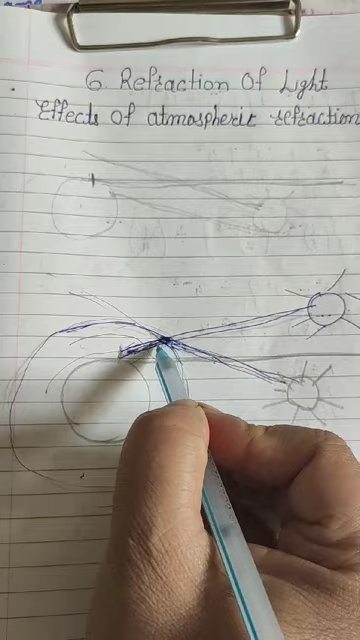 6. Refraction Of Light
Effects Of atmospheric refraction